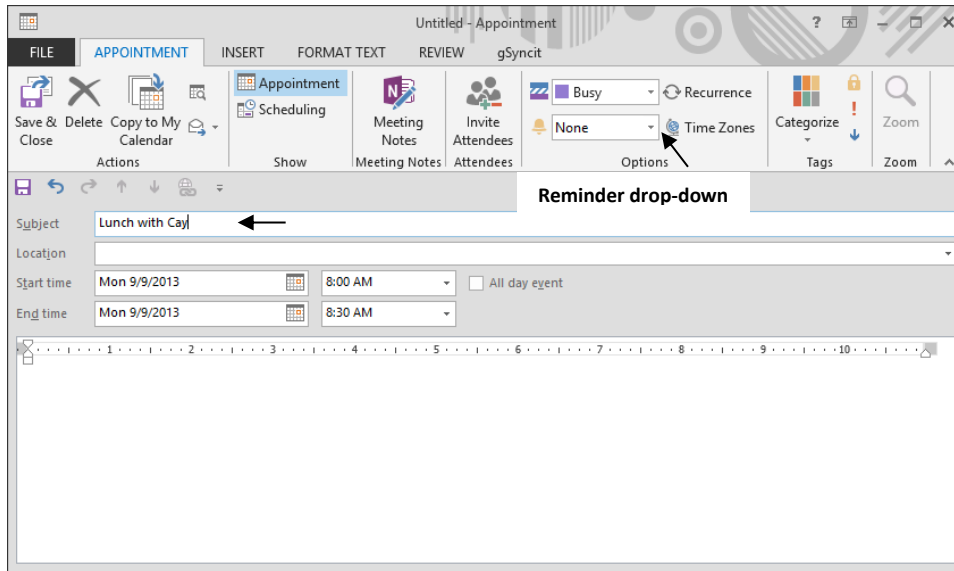 Untitled - Appointment ?
FILE APPOINTMENT INSERT FORMAT TEXT REVIEW gSyncit
Save & Close Delete Copy to My Calendar
Actions
Appointment
Scheduling
Show
Meeting Notes
Meeting Notes
Invite Attendees
Attendees
Busy Recurrence
None Time Zones
Options
Categorize !
Tags
Zoom
Zoom
Reminder drop-down
Subject Lunch with Cay
Location
Start time Mon 9/9/2013 8:00 AM All day event
End time Mon 9/9/2013 8:30 AM
1 2 3 4 5 6 7 8 9 10